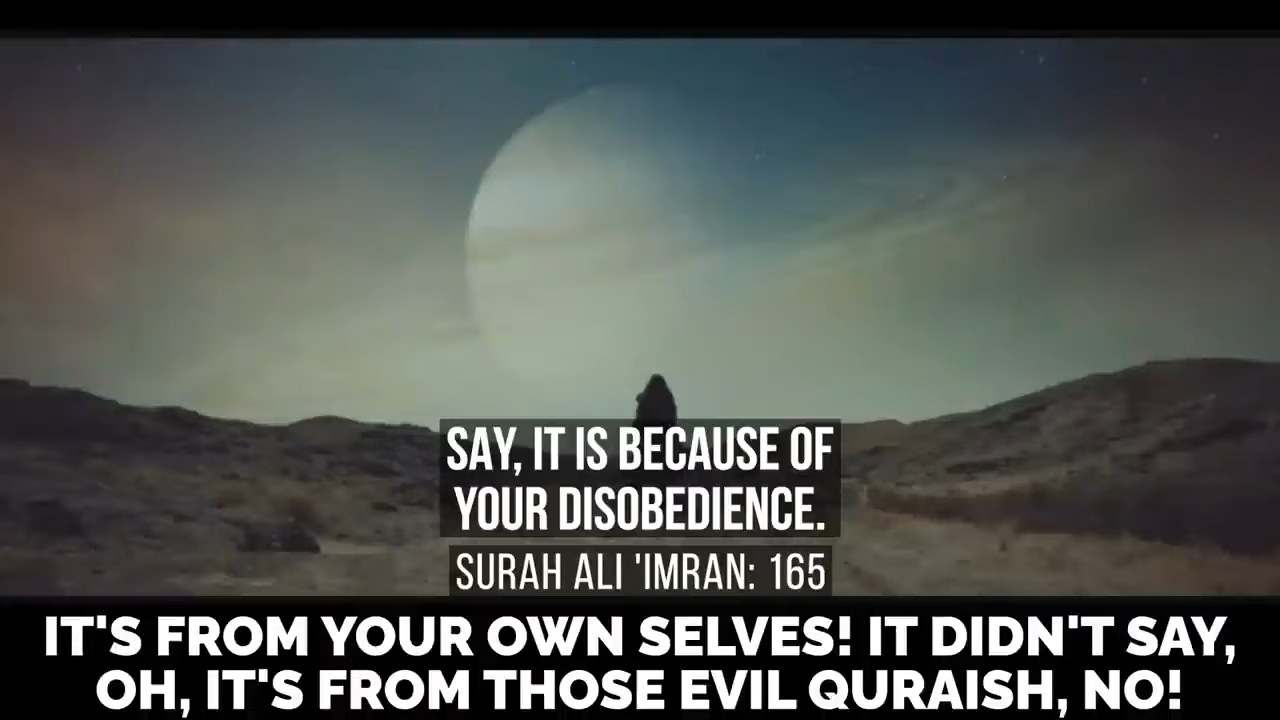 SAY, IT IS BECAUSE OF
YOUR DISOBEDIENCE.
SURAH ALI 'IMRAN: 165
IT'S FROM YOUR OWN SELVES! IT DIDN'T SAY,
OH, IT'S FROM THOSE EVIL QURAISH, NO!